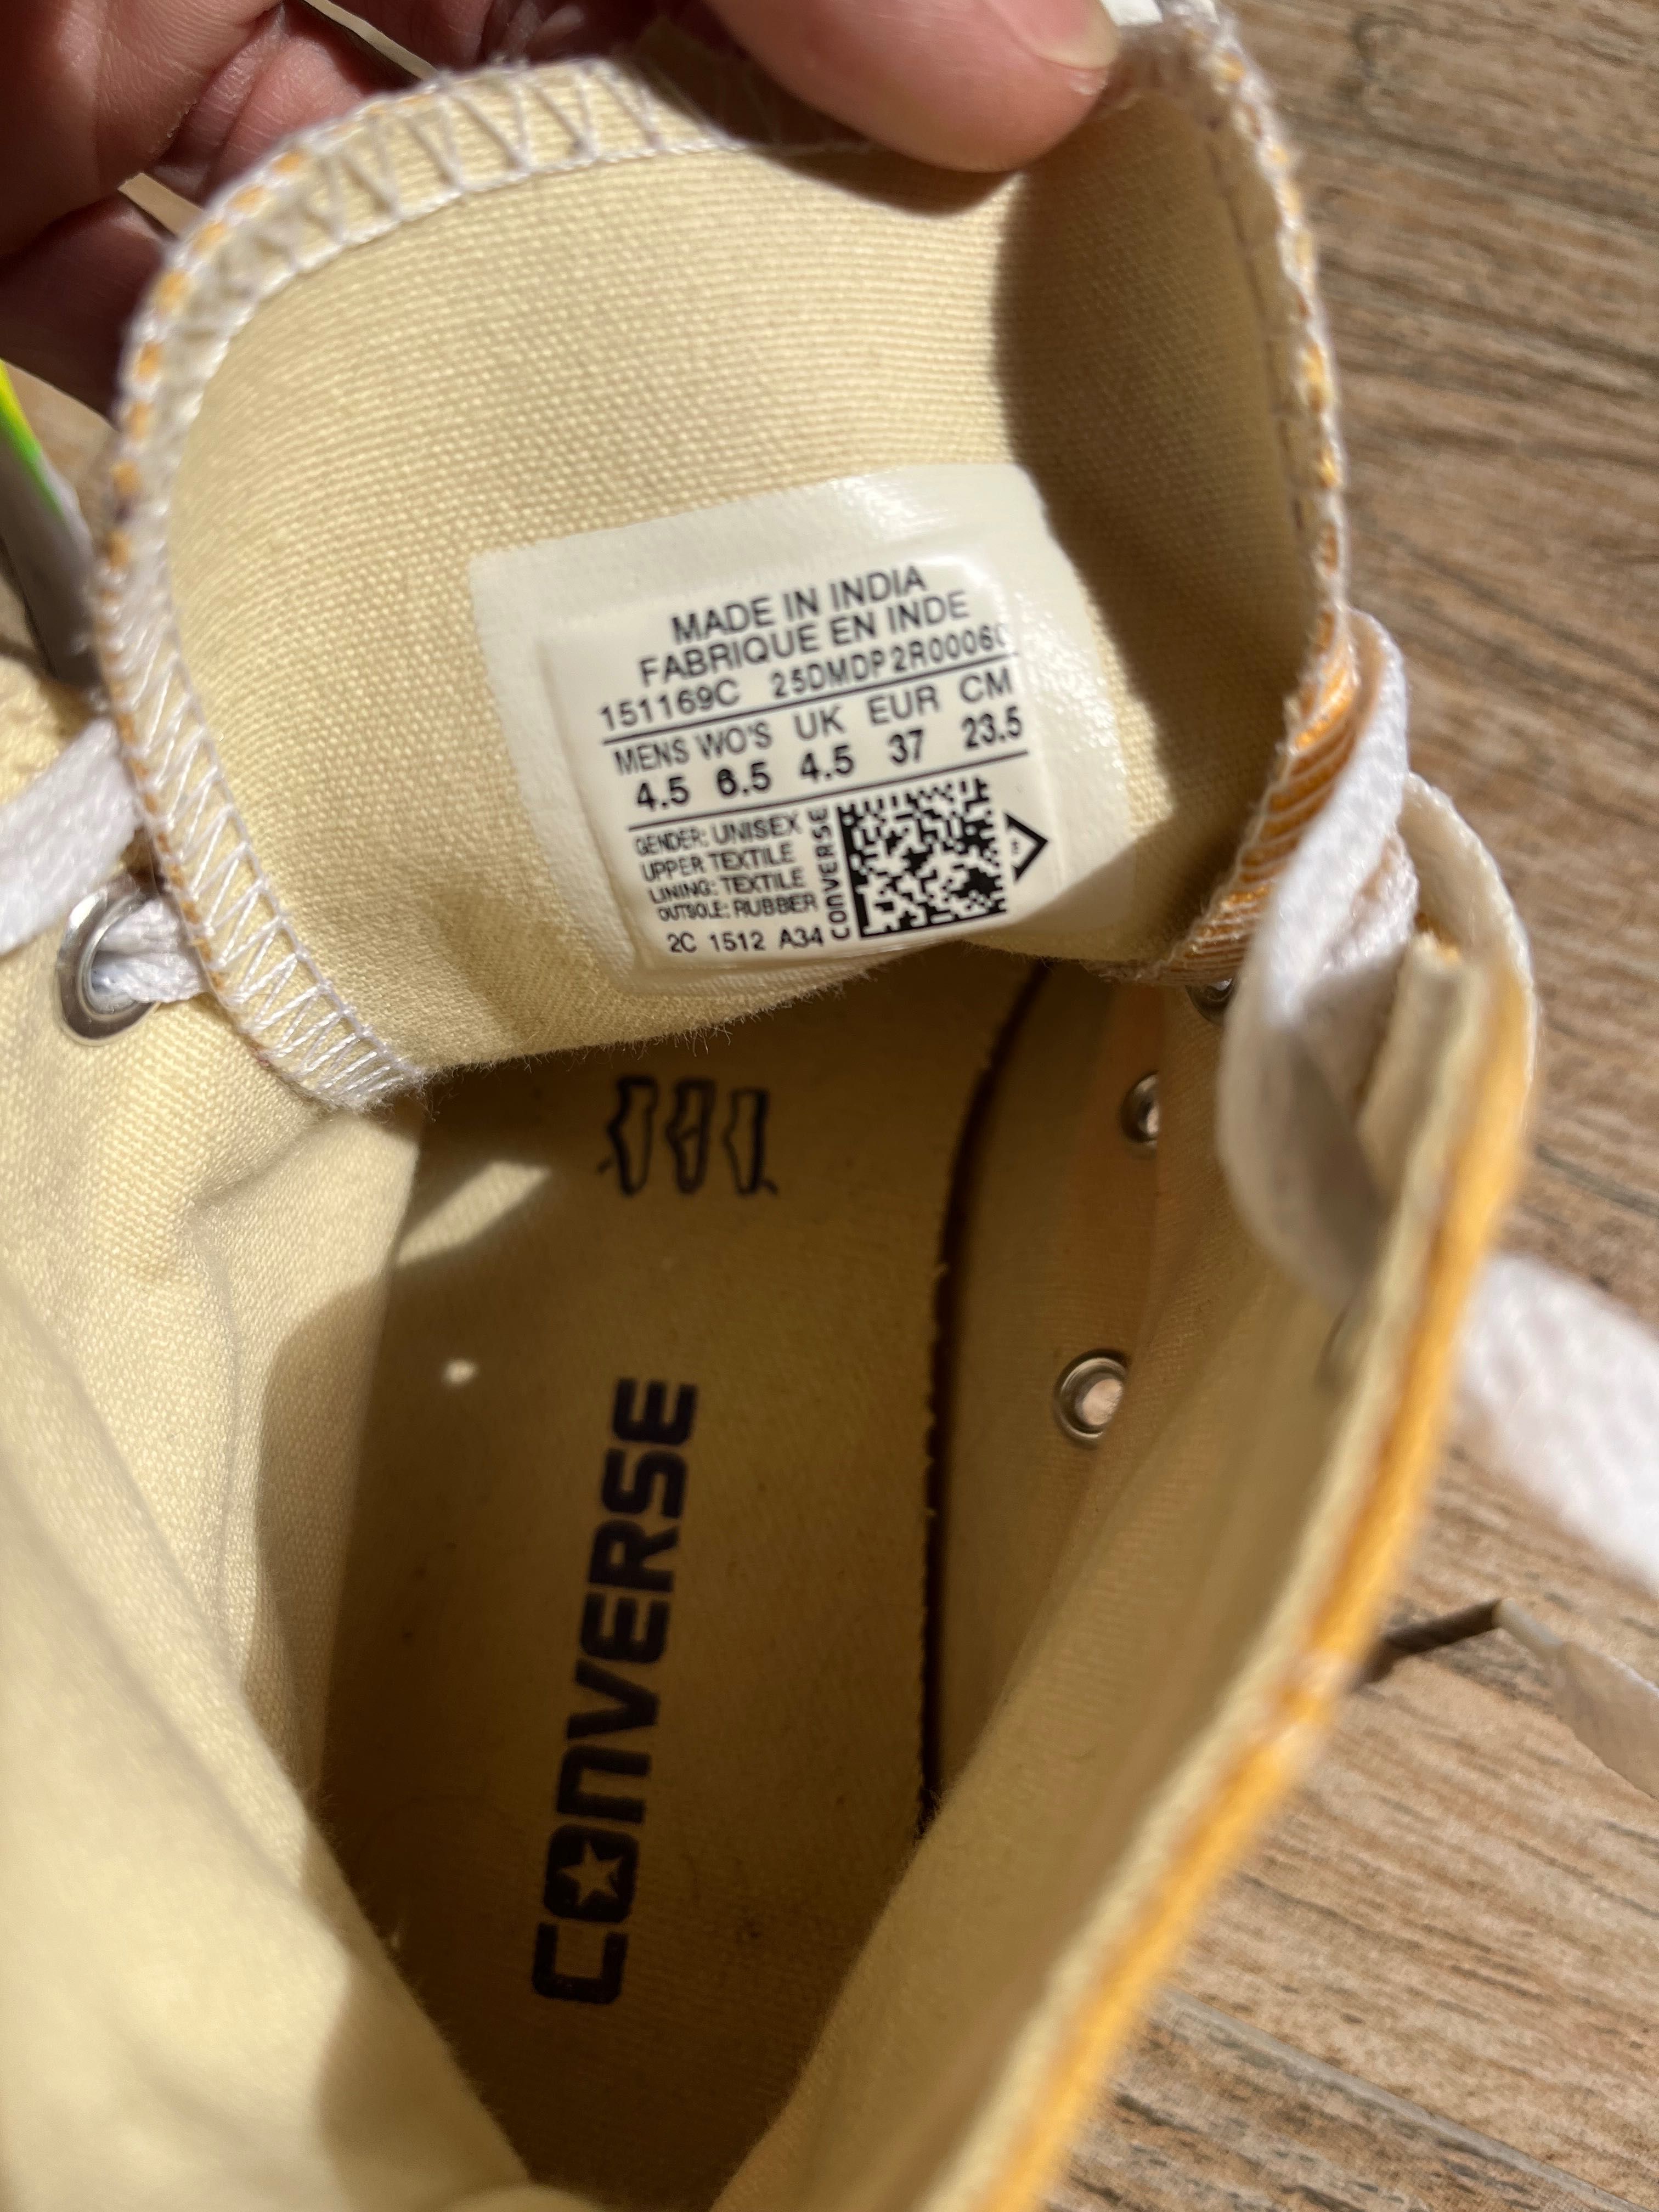 MADE IN INDIA
FABRIQUE EN INDE
151169C 25DMDP2R00060
MENS WO'S UK EUR CM
4.5 6.5 4.5 37 23.5
GENDER: UNISEX
UPPER TEXTILE
LINING: TEXTILE
OUTSOLE: RUBBER
2C 1512 A34
CONVERSE
CONVERSE